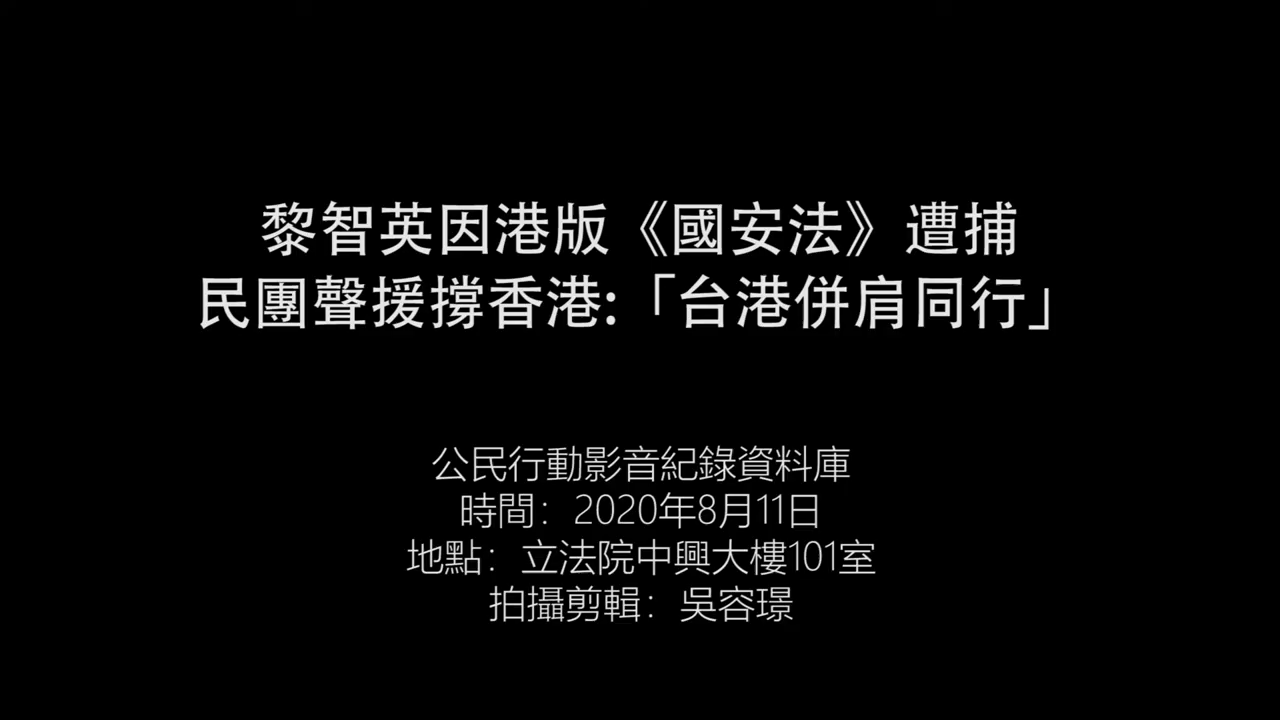 黎智英因港版《國安法》遭捕
民團聲援撐香港:「台港併肩同行」
公民行動影音紀錄資料庫
時間：2020年8月11日
地點：立法院中興大樓101室
拍攝剪輯：吳容璟